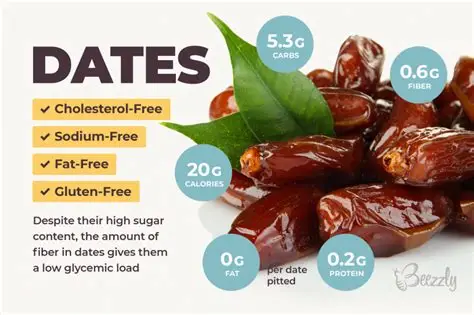 DATES
✓ Cholesterol-Free
✓ Sodium-Free
✓ Fat-Free
✓ Gluten-Free
Despite their high sugar
content, the amount of
fiber in dates gives them
a low glycemic load
5.3G
CARBS
0.6G
FIBER
20G
CALORIES
0G
FAT
per date
pitted
0.2G
PROTEIN
Beezzly